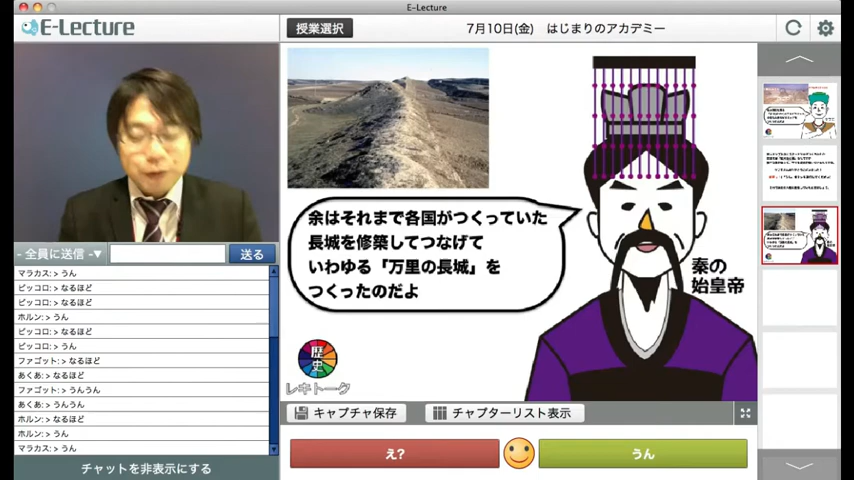 E-Lecture
E-Lecture
授業選択
7月10日(金) はじまりのアカデミー
余はそれまで各国がつくっていた
長城を修築してつなげて
いわゆる「万里の長城」を
つくったのだよ
秦の
始皇帝
歴史
レキトーク
- 全員に送信 -
送る
マラカス: > うん
ピッコロ: > なるほど
ピッコロ: > なるほど
ホルン: > うん
ピッコロ: > なるほど
ピッコロ: > うん
ファゴット: > なるほど
あくあ: > なるほど
ファゴット: > うんうん
あくあ: > うんうん
ホルン: > なるほど
ホルン: > うん
マラカス: > うん
チャットを非表示にする
キャプチャ保存
チャプターリスト表示
え?
うん